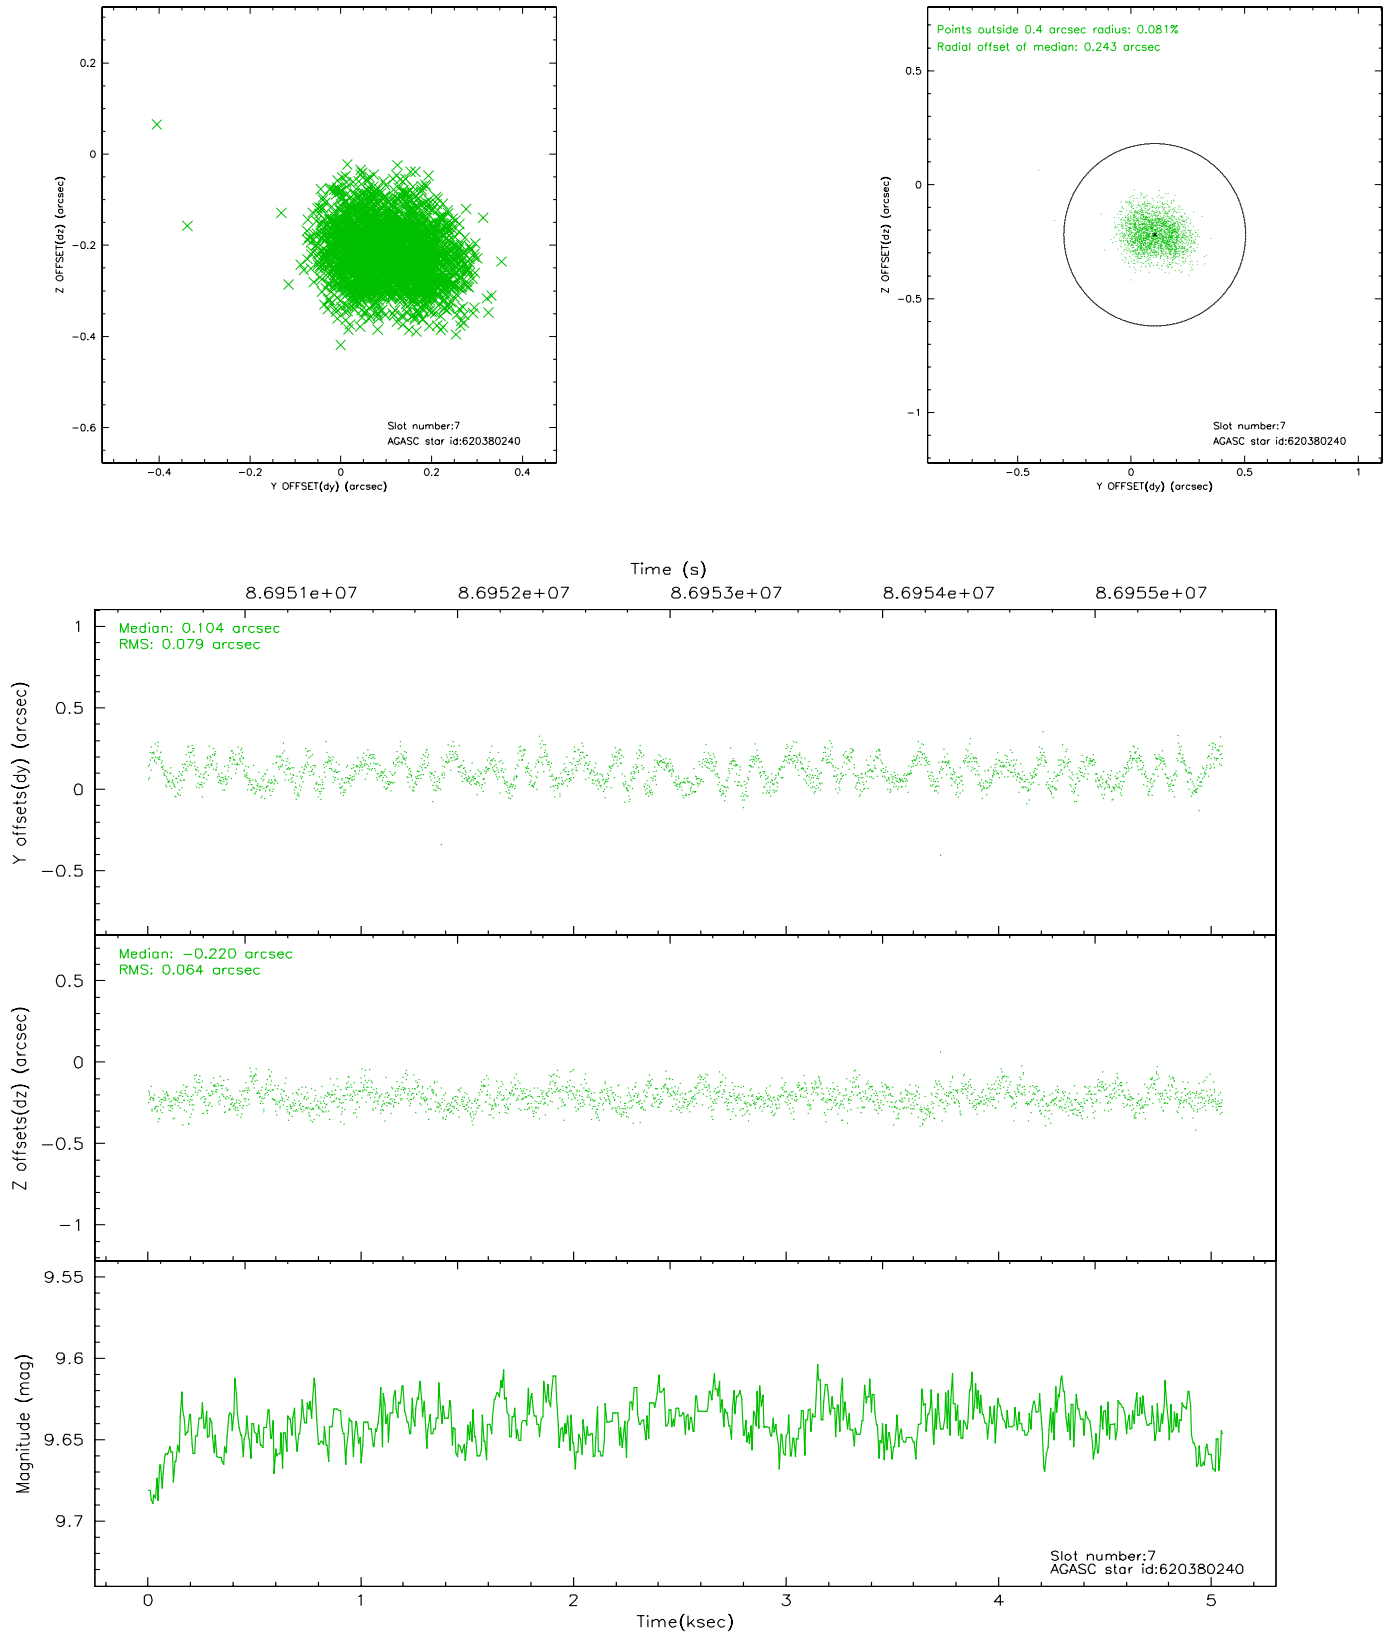 0.2
0
−0.2
−0.4
−0.6
Z OFFSET(dz) (arcsec)
Slot number:7
AGASC star id:620380240
−0.4
−0.2
0
0.2
0.4
Y OFFSET(dy) (arcsec)
Points outside 0.4 arcsec radius: 0.081%
Radial offset of median: 0.243 arcsec
0.5
0
−0.5
−1
Z OFFSET(dz) (arcsec)
Slot number:7
AGASC star id:620380240
−0.5
0
0.5
1
Y OFFSET(dy) (arcsec)
Time (s)
8.6951e+07
8.6952e+07
8.6953e+07
8.6954e+07
8.6955e+07
Median: 0.104 arcsec
RMS: 0.079 arcsec
1
0.5
0
−0.5
Y offsets(dy) (arcsec)
Median: −0.220 arcsec
RMS: 0.064 arcsec
0.5
0
−0.5
−1
Z offsets(dz) (arcsec)
9.55
9.6
9.65
9.7
Magnitude (mag)
Slot number:7
AGASC star id:620380240
0
1
2
3
4
5
Time(ksec)